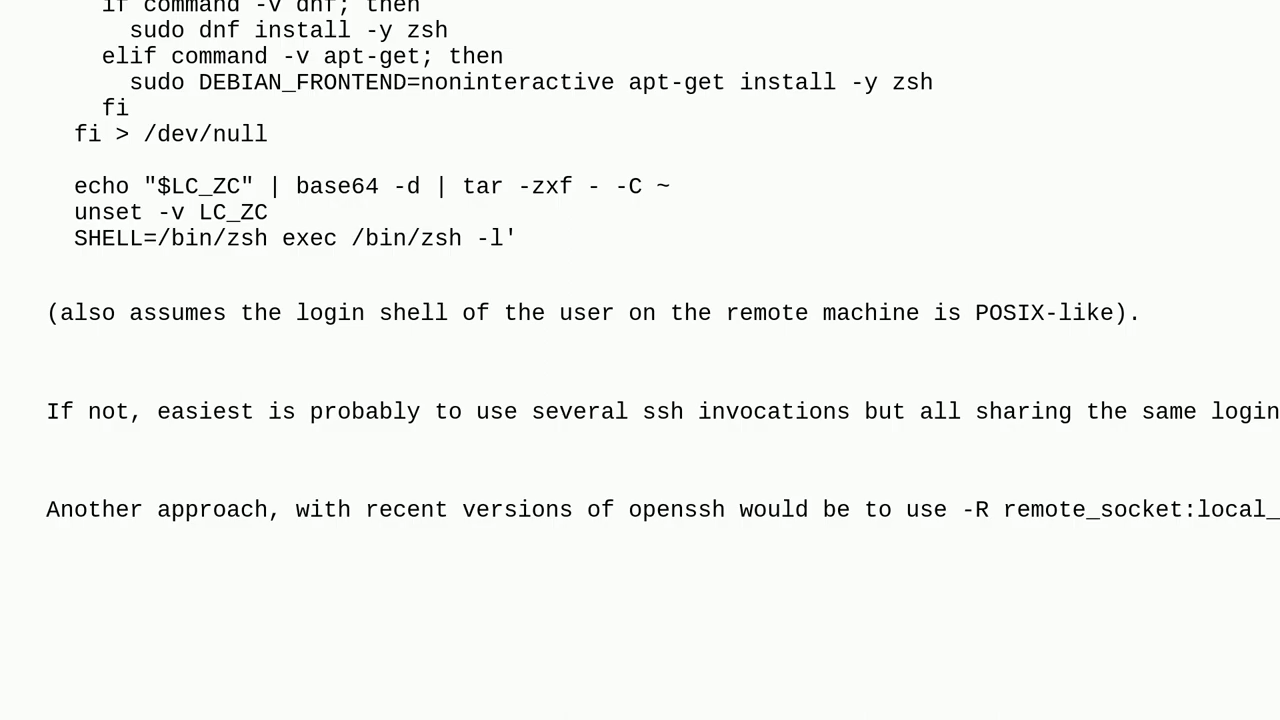 if command -v dnf; then
sudo dnf install -y zsh
elif command -v apt-get; then
sudo DEBIAN_FRONTEND=noninteractive apt-get install -y zsh
fi
fi > /dev/null
echo "$LC_ZC" | base64 -d | tar -zxf - -C ~
unset -v LC_ZC
SHELL=/bin/zsh exec /bin/zsh -l'
(also assumes the login shell of the user on the remote machine is POSIX-like).
If not, easiest is probably to use several ssh invocations but all sharing the same login
Another approach, with recent versions of openssh would be to use -R remote_socket:local_